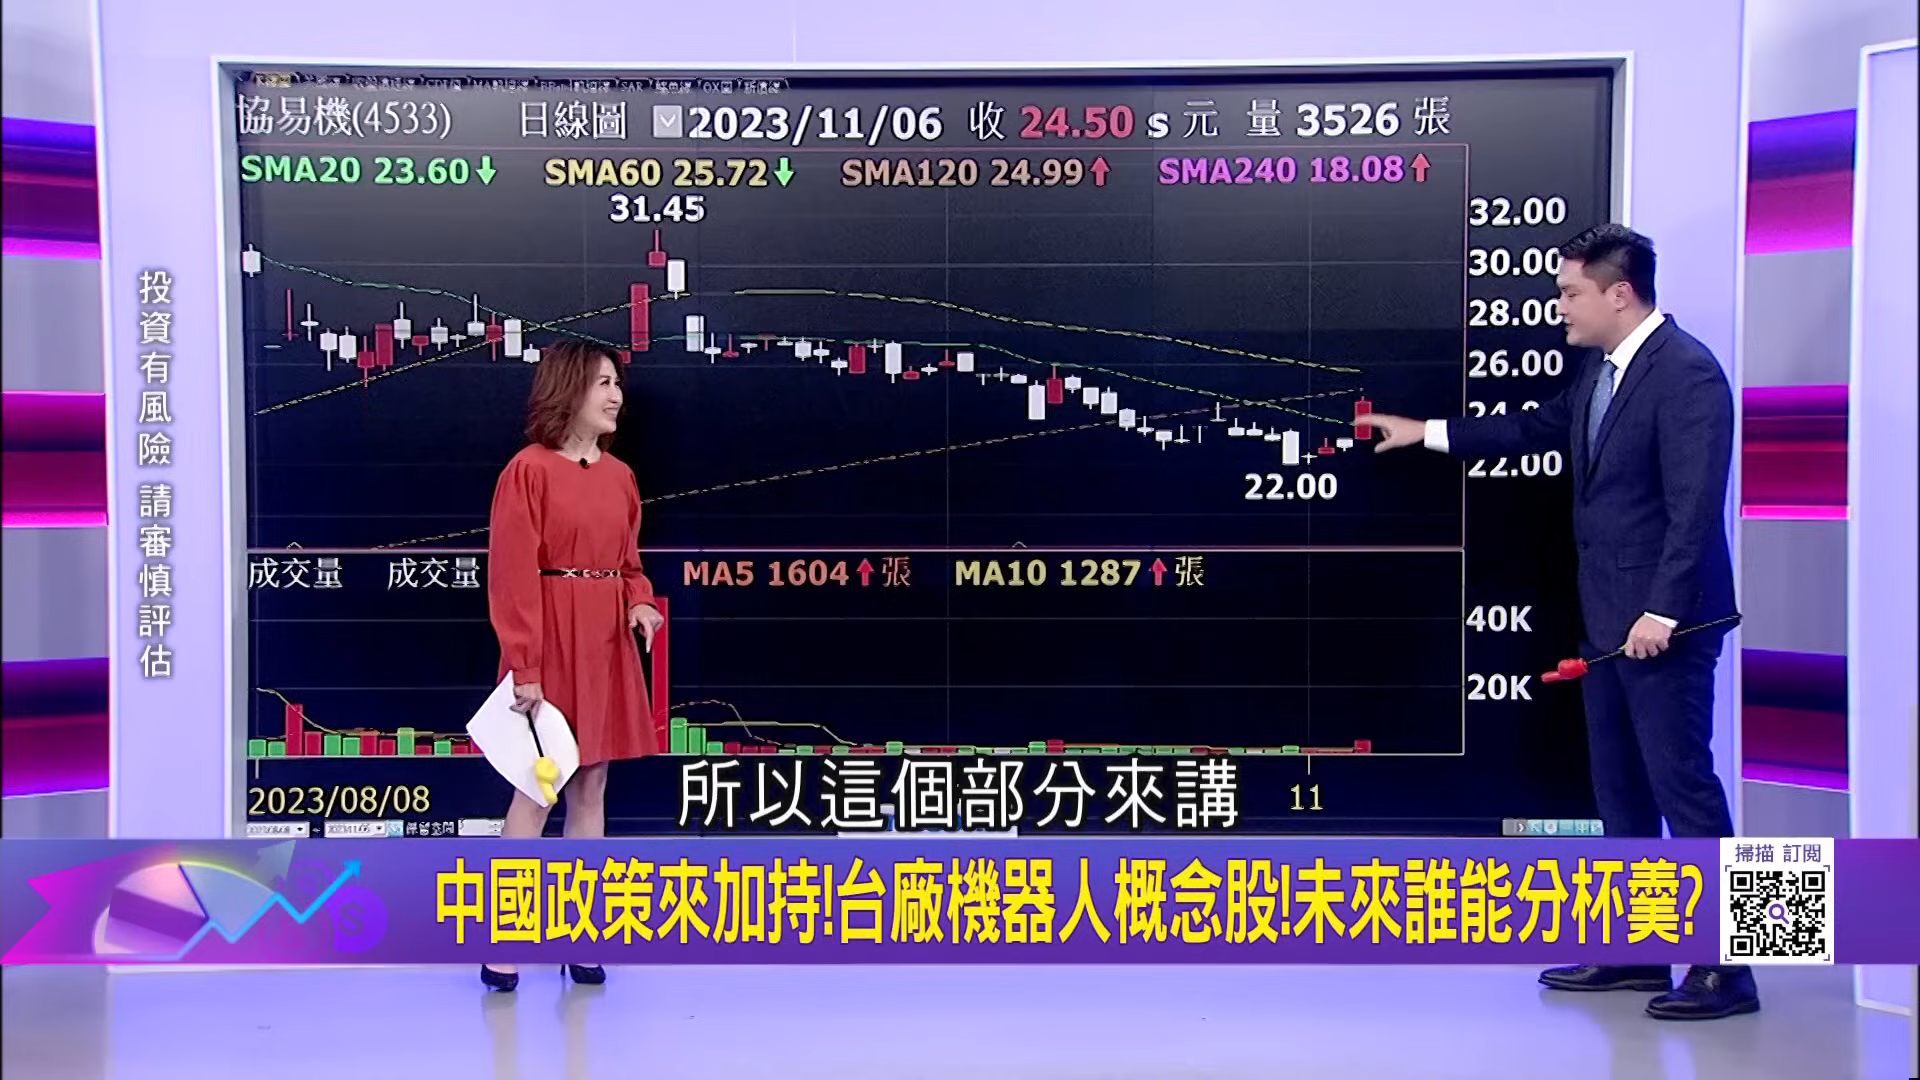 協易機(4533) 日線圖 2023/11/06 收 24.50 s 元 量 3526 張
SMA20 23.60↓ SMA60 25.72↓ SMA120 24.99↑ SMA240 18.08↑
31.45
32.00
30.00
28.00
26.00
22.00
22.00
成交量 成交量 MA5 1604↑張 MA10 1287↑張
40K
20K
2023/08/08
11
保留空間
投資有風險 請審慎評估
所以這個部分來講
中國政策來加持!台廠機器人概念股!未來誰能分杯羹?
掃描 訂閱